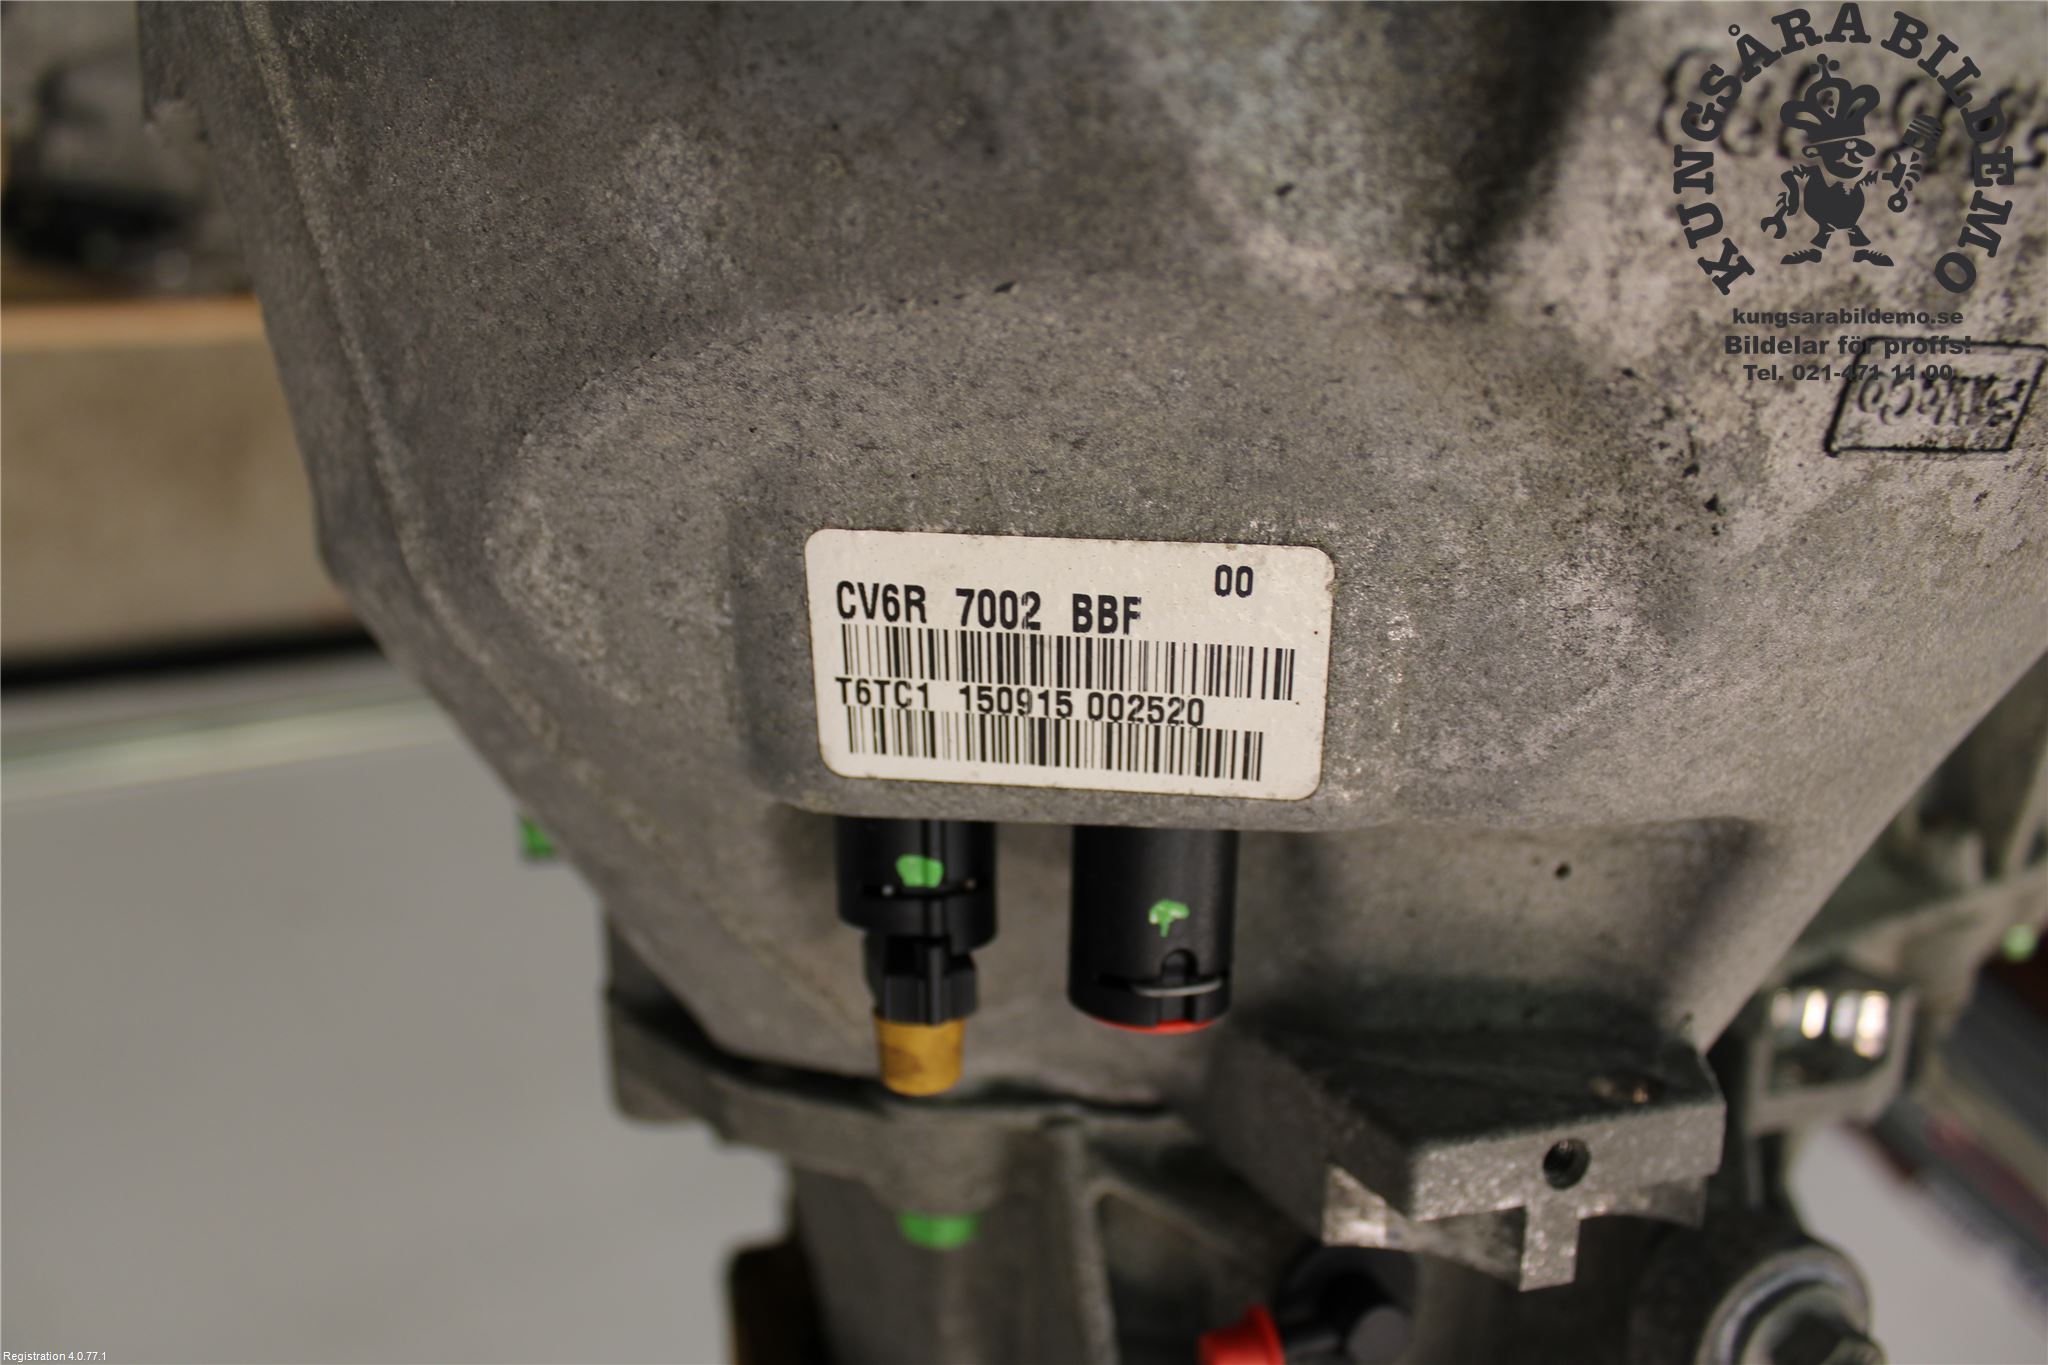 KUNGSÅRA BILDEMO
kungsarabildemo.se
Bildelar för proffs!
Tel. 021-471 11 00
00
CV6R 7002 BBF
T6TC1 150915 002520
Registration 4.0.77.1